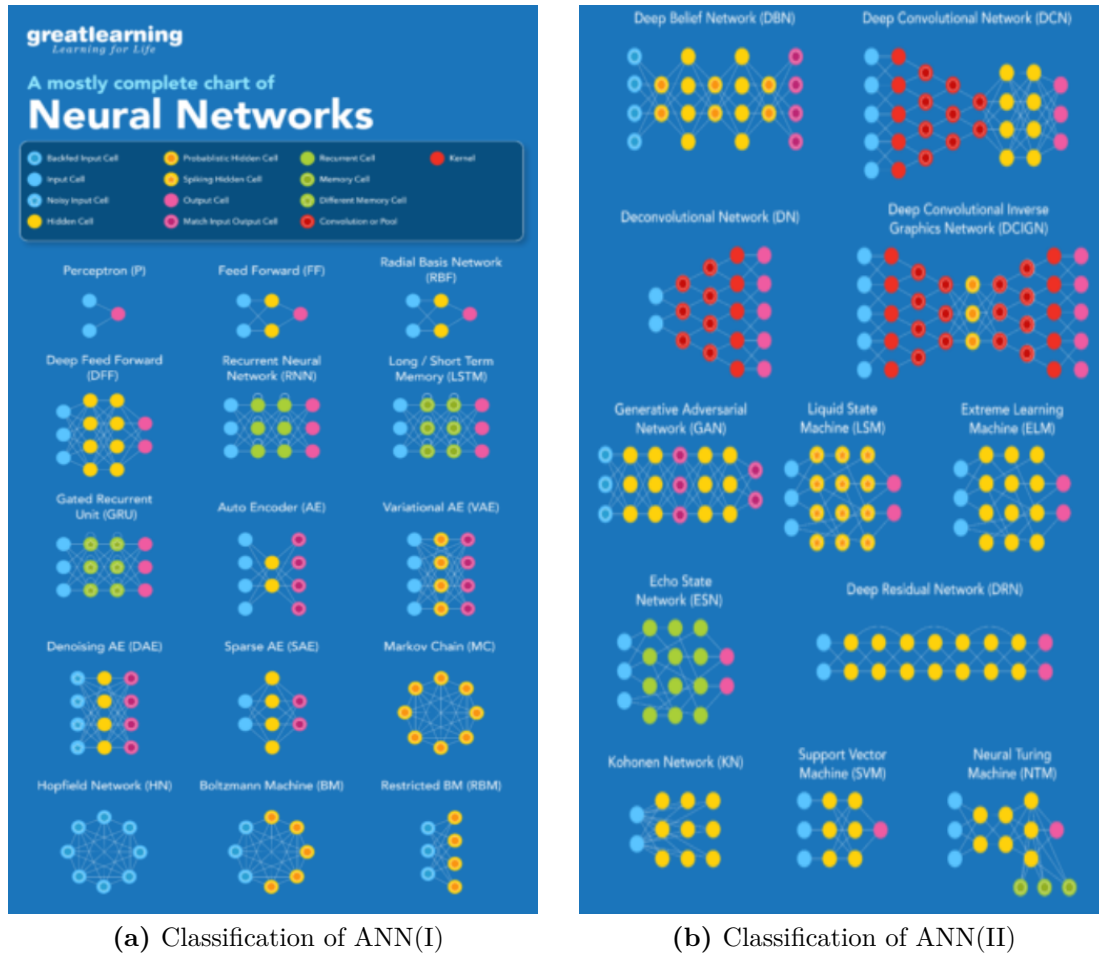 greatlearning
Learning for Life
A mostly complete chart of
Neural Networks
Backfed Input Cell
Input Cell
Noisy Input Cell
Hidden Cell
Probablistic Hidden Cell
Spiking Hidden Cell
Output Cell
Match Input Output Cell
Recurrent Cell
Memory Cell
Different Memory Cell
Convolution or Pool
Kernel
Perceptron (P)
Feed Forward (FF)
Radial Basis Network
(RBF)
Deep Feed Forward
(DFF)
Recurrent Neural
Network (RNN)
Long / Short Term
Memory (LSTM)
Gated Recurrent
Unit (GRU)
Auto Encoder (AE)
Variational AE (VAE)
Denoising AE (DAE)
Sparse AE (SAE)
Markov Chain (MC)
Hopfield Network (HN)
Boltzmann Machine (BM)
Restricted BM (RBM)
(a) Classification of ANN(I)
Deep Belief Network (DBN)
Deep Convolutional Network (DCN)
Deconvolutional Network (DN)
Deep Convolutional Inverse
Graphics Network (DCIGN)
Generative Adversarial
Network (GAN)
Liquid State
Machine (LSM)
Extreme Learning
Machine (ELM)
Echo State
Network (ESN)
Deep Residual Network (DRN)
Kohonen Network (KN)
Support Vector
Machine (SVM)
Neural Turing
Machine (NTM)
(b) Classification of ANN(II)